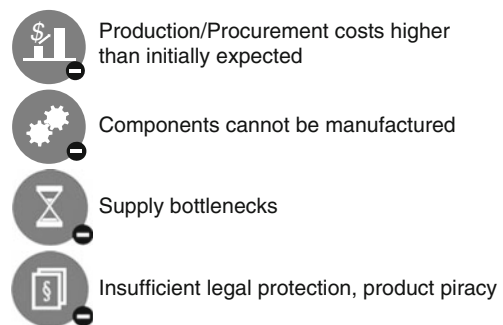 $
Production/Procurement costs higher
than initially expected
Components cannot be manufactured
Supply bottlenecks
§
Insufficient legal protection, product piracy